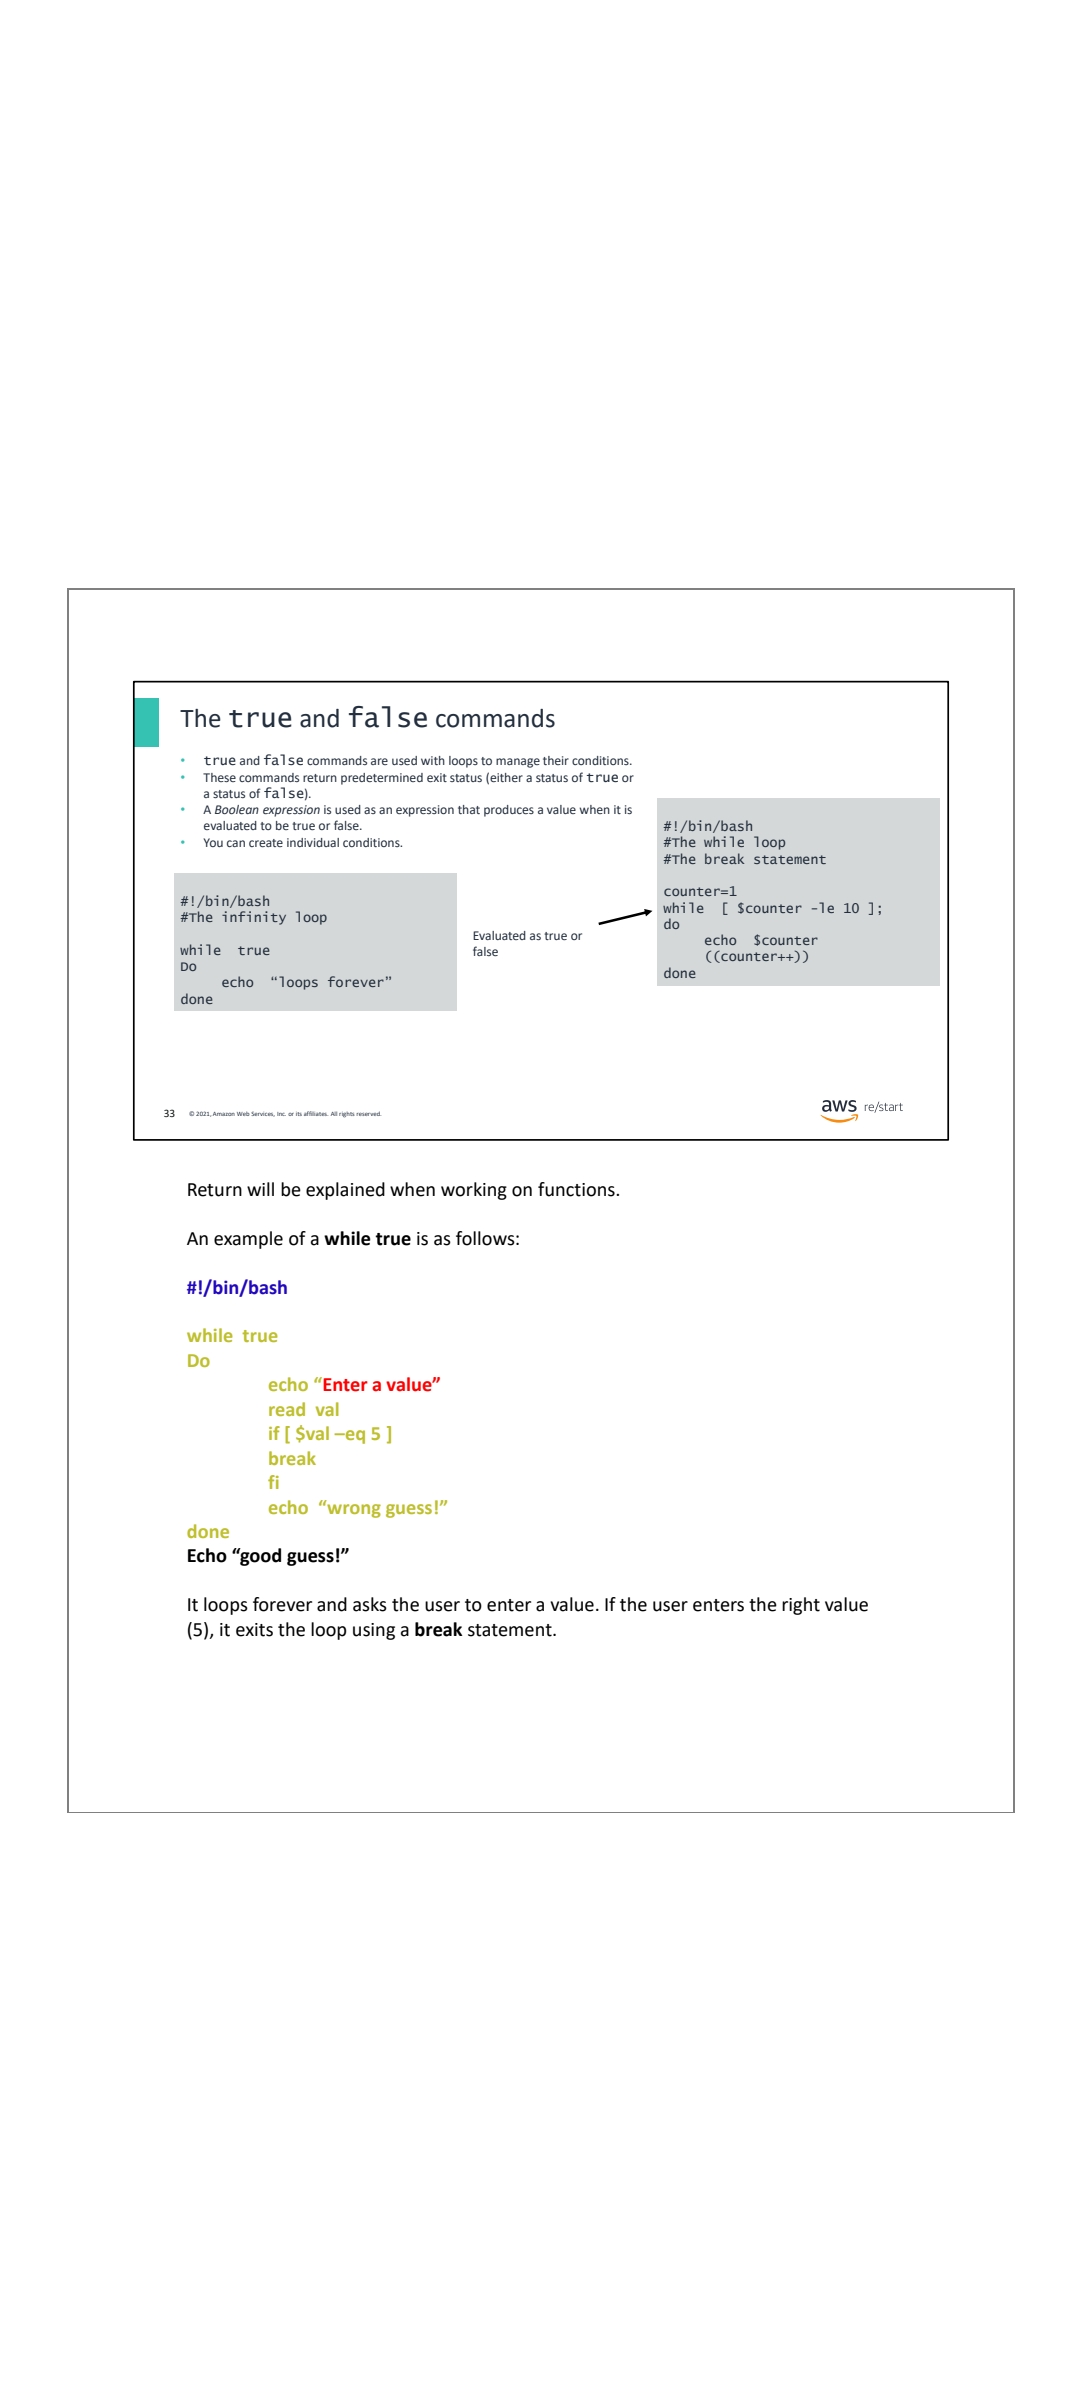 The true and false commands
• true and false commands are used with loops to manage their conditions.
• These commands return predetermined exit status (either a status of true or
a status of false).
• A Boolean expression is used as an expression that produces a value when it is
evaluated to be true or false.
• You can create individual conditions.
#!/bin/bash
#The infinity loop
while  true
Do
     echo  “loops forever”
done
Evaluated as true or
false
#!/bin/bash
#The while loop
#The break statement
counter=1
while  [ $counter -le 10 ];
do
     echo  $counter
     ((counter++))
done
33 © 2021, Amazon Web Services, Inc. or its affiliates. All rights reserved.
aws re/start
Return will be explained when working on functions.
An example of a while true is as follows:
#!/bin/bash
while  true
Do
echo “Enter a value”
read  val
if [ $val –eq 5 ]
break
fi
echo  “wrong guess!”
done
Echo “good guess!”
It loops forever and asks the user to enter a value. If the user enters the right value
(5), it exits the loop using a break statement.